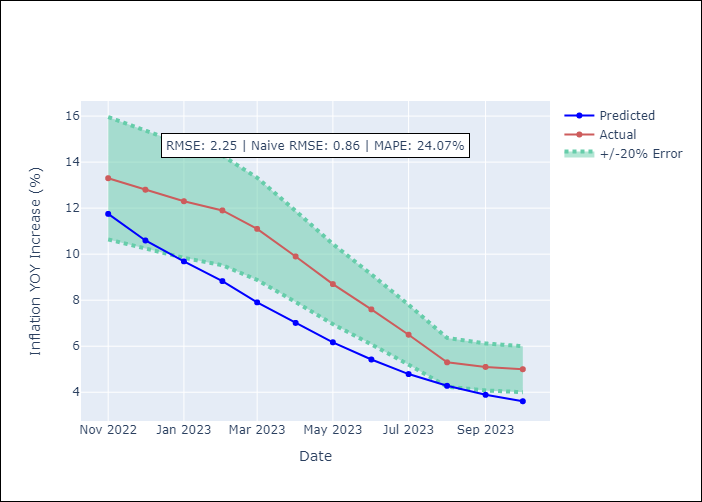 RMSE: 2.25 | Naive RMSE: 0.86 | MAPE: 24.07%
Predicted
Actual
+/-20% Error
Inflation YOY Increase (%)
16
14
12
10
8
6
4
Nov 2022
Jan 2023
Mar 2023
May 2023
Jul 2023
Sep 2023
Date